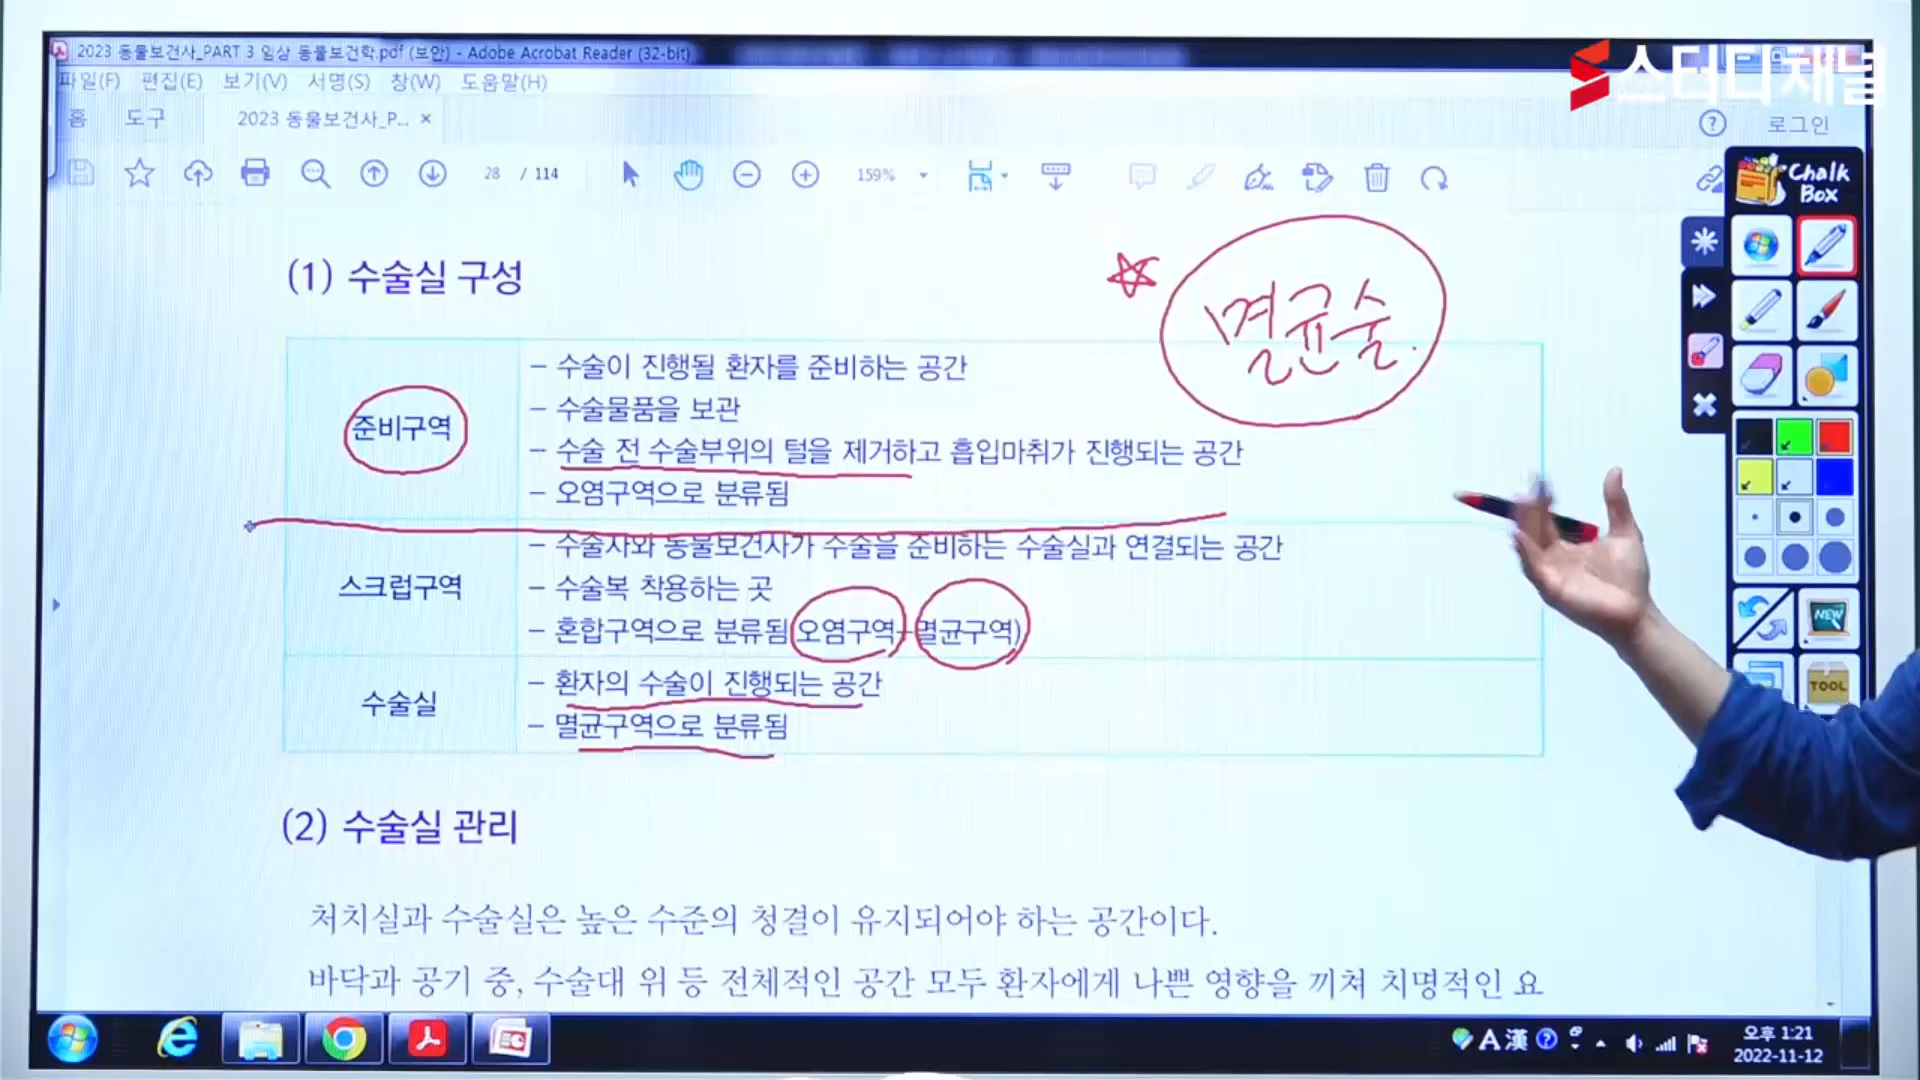 2023 동물보건사_PART 3 임상 동물보건학.pdf (보안) - Adobe Acrobat Reader (32-bit)
스터디채널
파일(F) 편집(E) 보기(V) 서명(S) 창(W) 도움말(H)
홈 도구 2023 동물보건사_P... ×
로그인
28 / 114 159%
Chalk Box
(1) 수술실 구성
멸균술.
준비구역
– 수술이 진행될 환자를 준비하는 공간
– 수술물품을 보관
– 수술 전 수술부위의 털을 제거하고 흡입마취가 진행되는 공간
– 오염구역으로 분류됨
스크럽구역
– 수술자와 동물보건사가 수술을 준비하는 수술실과 연결되는 공간
– 수술복 착용하는 곳
– 혼합구역으로 분류됨(오염구역-멸균구역)
수술실
– 환자의 수술이 진행되는 공간
– 멸균구역으로 분류됨
NEW
TOOL
(2) 수술실 관리
처치실과 수술실은 높은 수준의 청결이 유지되어야 하는 공간이다.
바닥과 공기 중, 수술대 위 등 전체적인 공간 모두 환자에게 나쁜 영향을 끼쳐 치명적인 요
A 漢
오후 1:21
2022-11-12